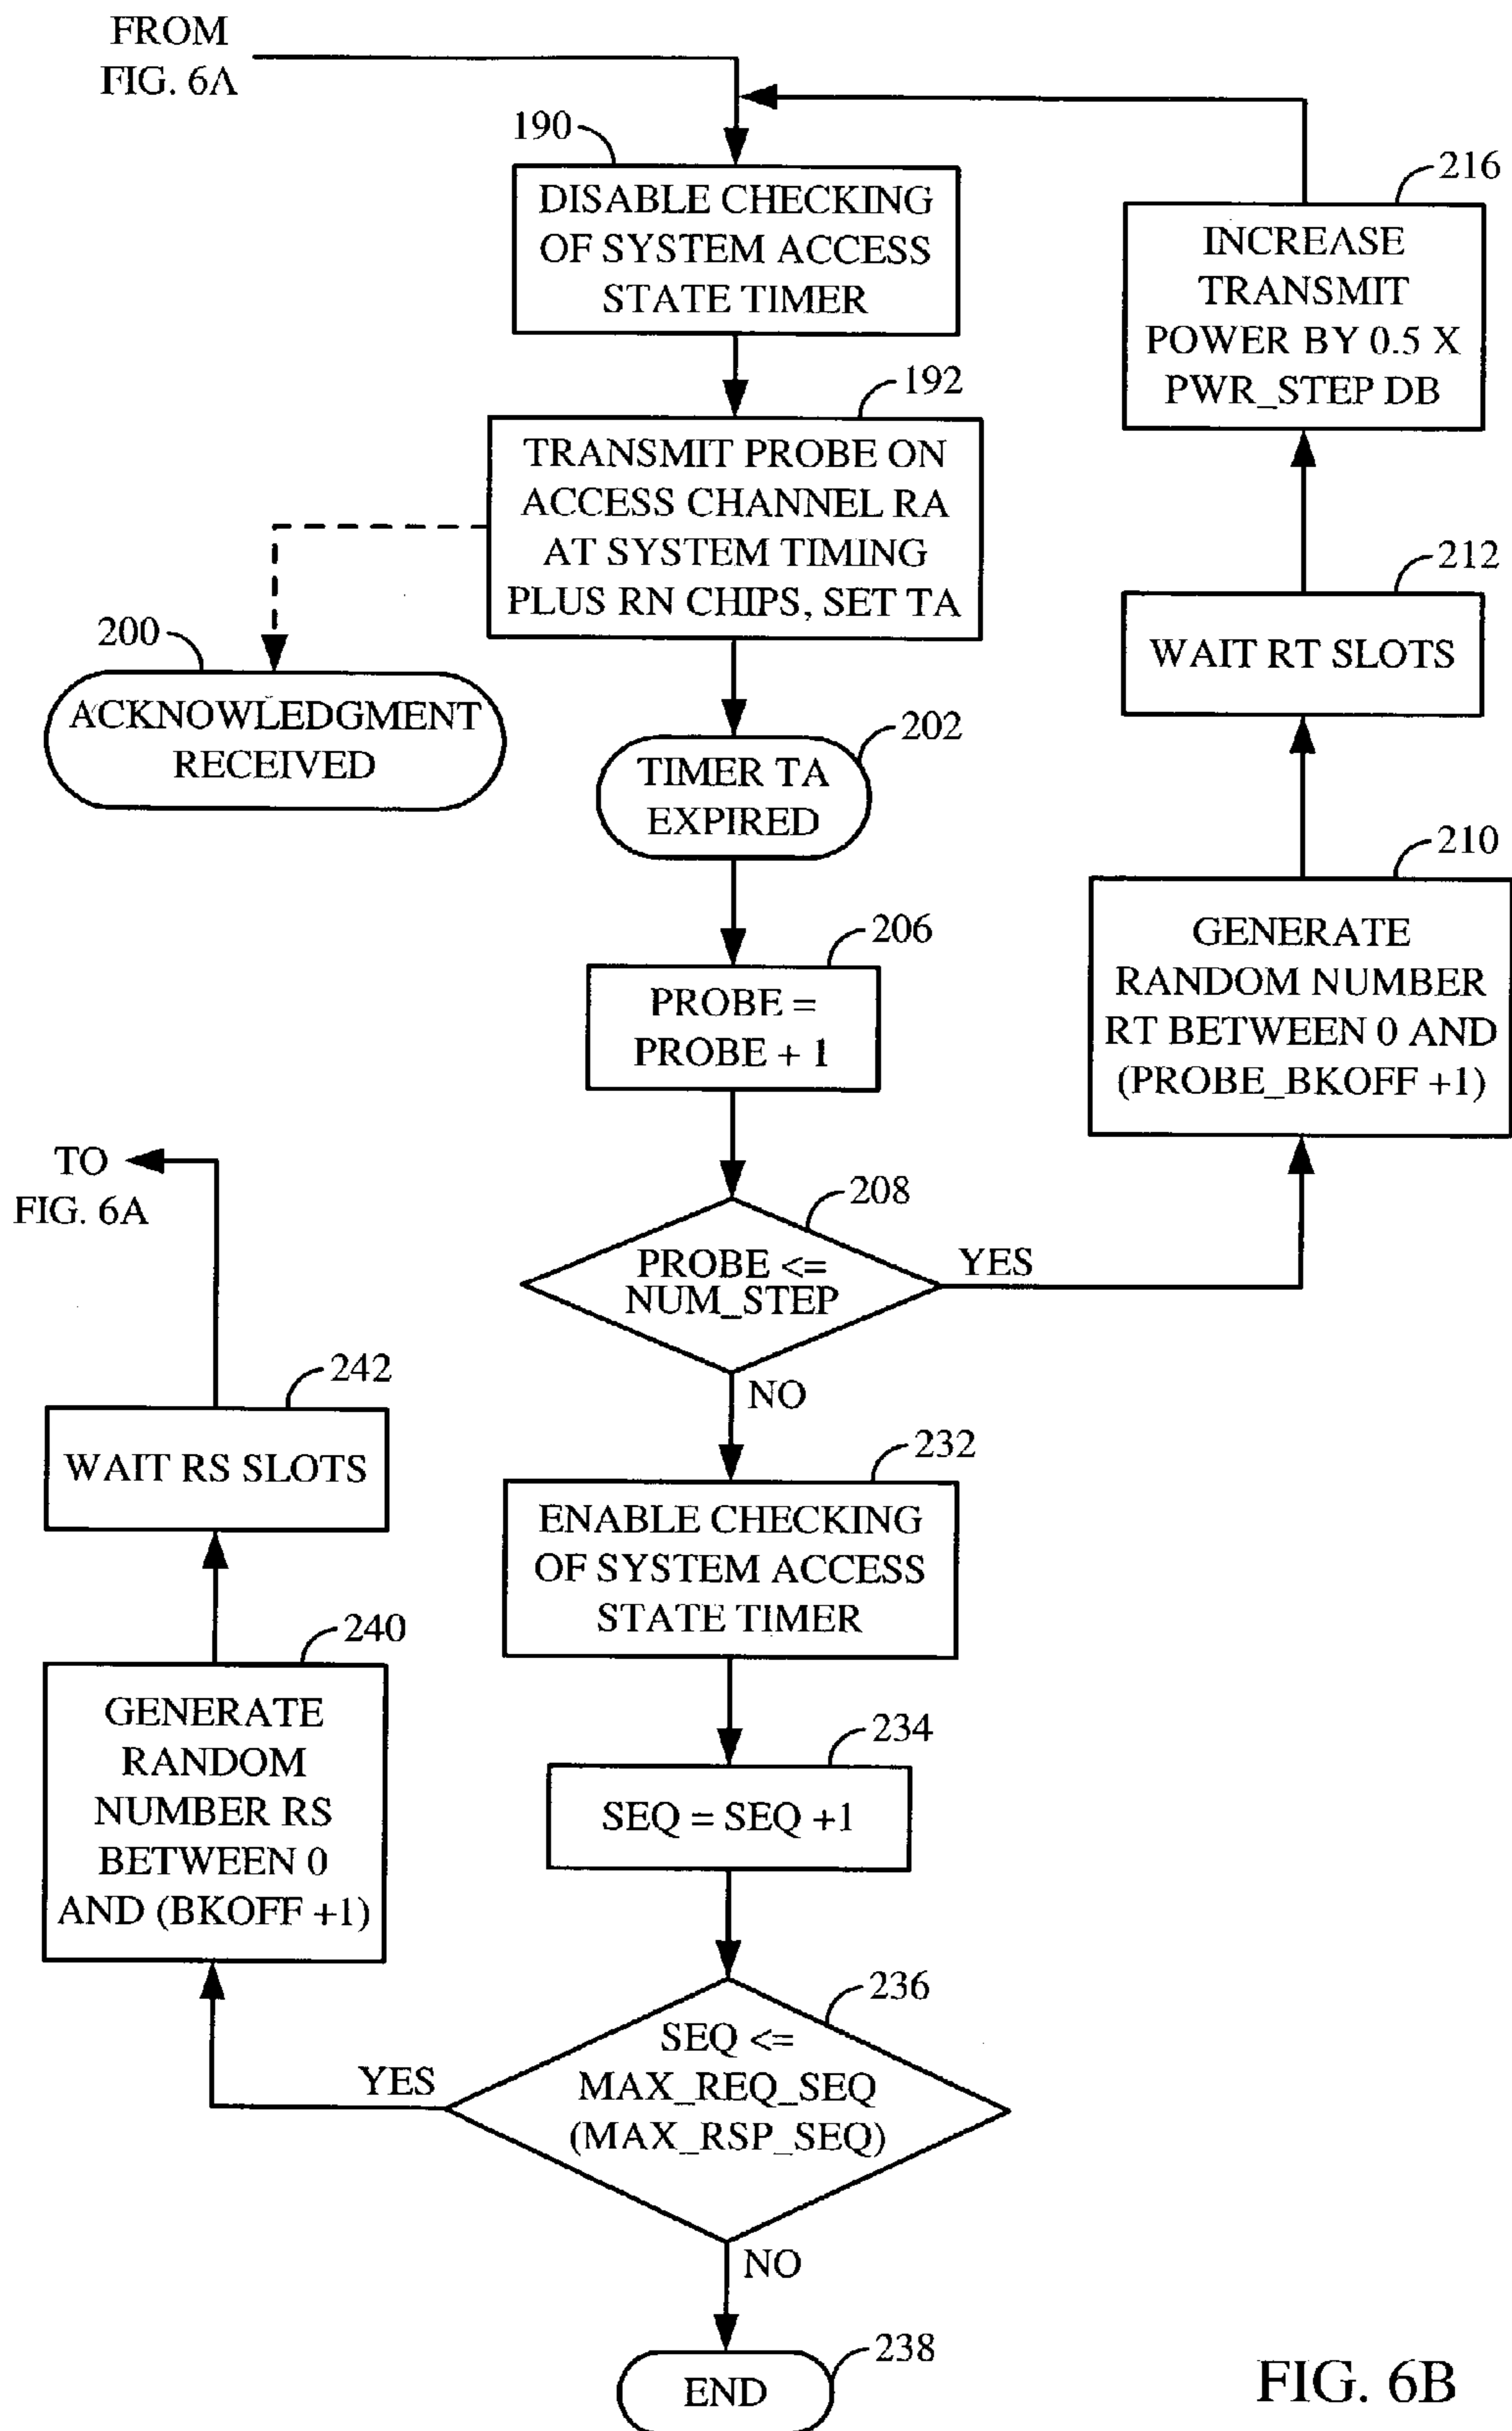 FROM
FIG. 6A
190
DISABLE CHECKING
OF SYSTEM ACCESS
STATE TIMER
216
INCREASE
TRANSMIT
POWER BY 0.5 X
PWR_STEP DB
192
TRANSMIT PROBE ON
ACCESS CHANNEL RA
AT SYSTEM TIMING
PLUS RN CHIPS, SET TA
212
WAIT RT SLOTS
200
ACKNOWLEDGMENT
RECEIVED
202
TIMER TA
EXPIRED
210
GENERATE
RANDOM NUMBER
RT BETWEEN 0 AND
(PROBE_BKOFF +1)
206
PROBE =
PROBE + 1
TO
FIG. 6A
208
PROBE <=
NUM_STEP
YES
NO
242
WAIT RS SLOTS
232
ENABLE CHECKING
OF SYSTEM ACCESS
STATE TIMER
240
GENERATE
RANDOM
NUMBER RS
BETWEEN 0
AND (BKOFF +1)
234
SEQ = SEQ +1
236
SEQ <=
MAX_REQ_SEQ
(MAX_RSP_SEQ)
YES
NO
238
END
FIG. 6B